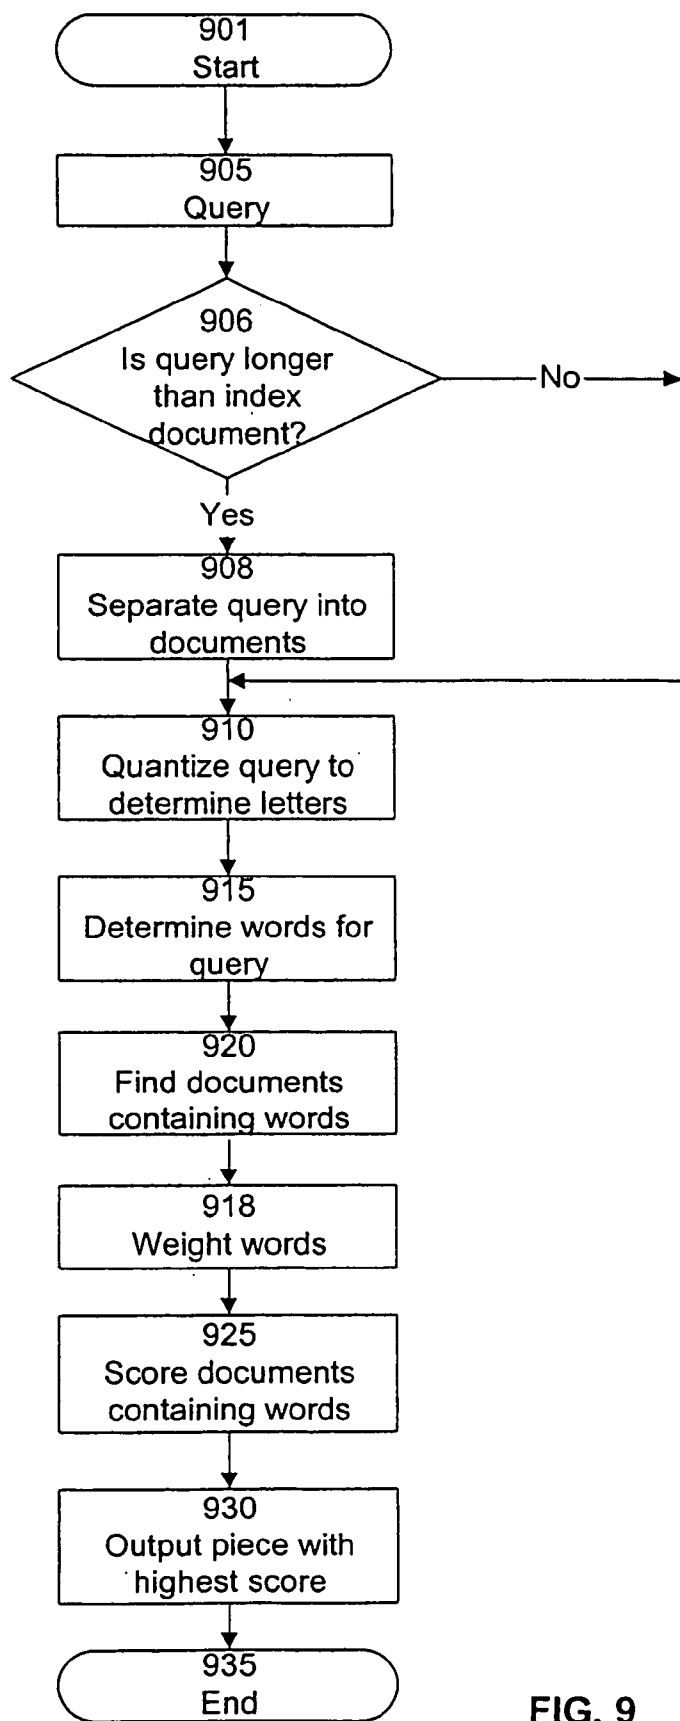 901
Start
905
Query
906
Is query longer
than index
document?
No
Yes
908
Separate query into
documents
910
Quantize query to
determine letters
915
Determine words for
query
920
Find documents
containing words
918
Weight words
925
Score documents
containing words
930
Output piece with
highest score
935
End
FIG. 9